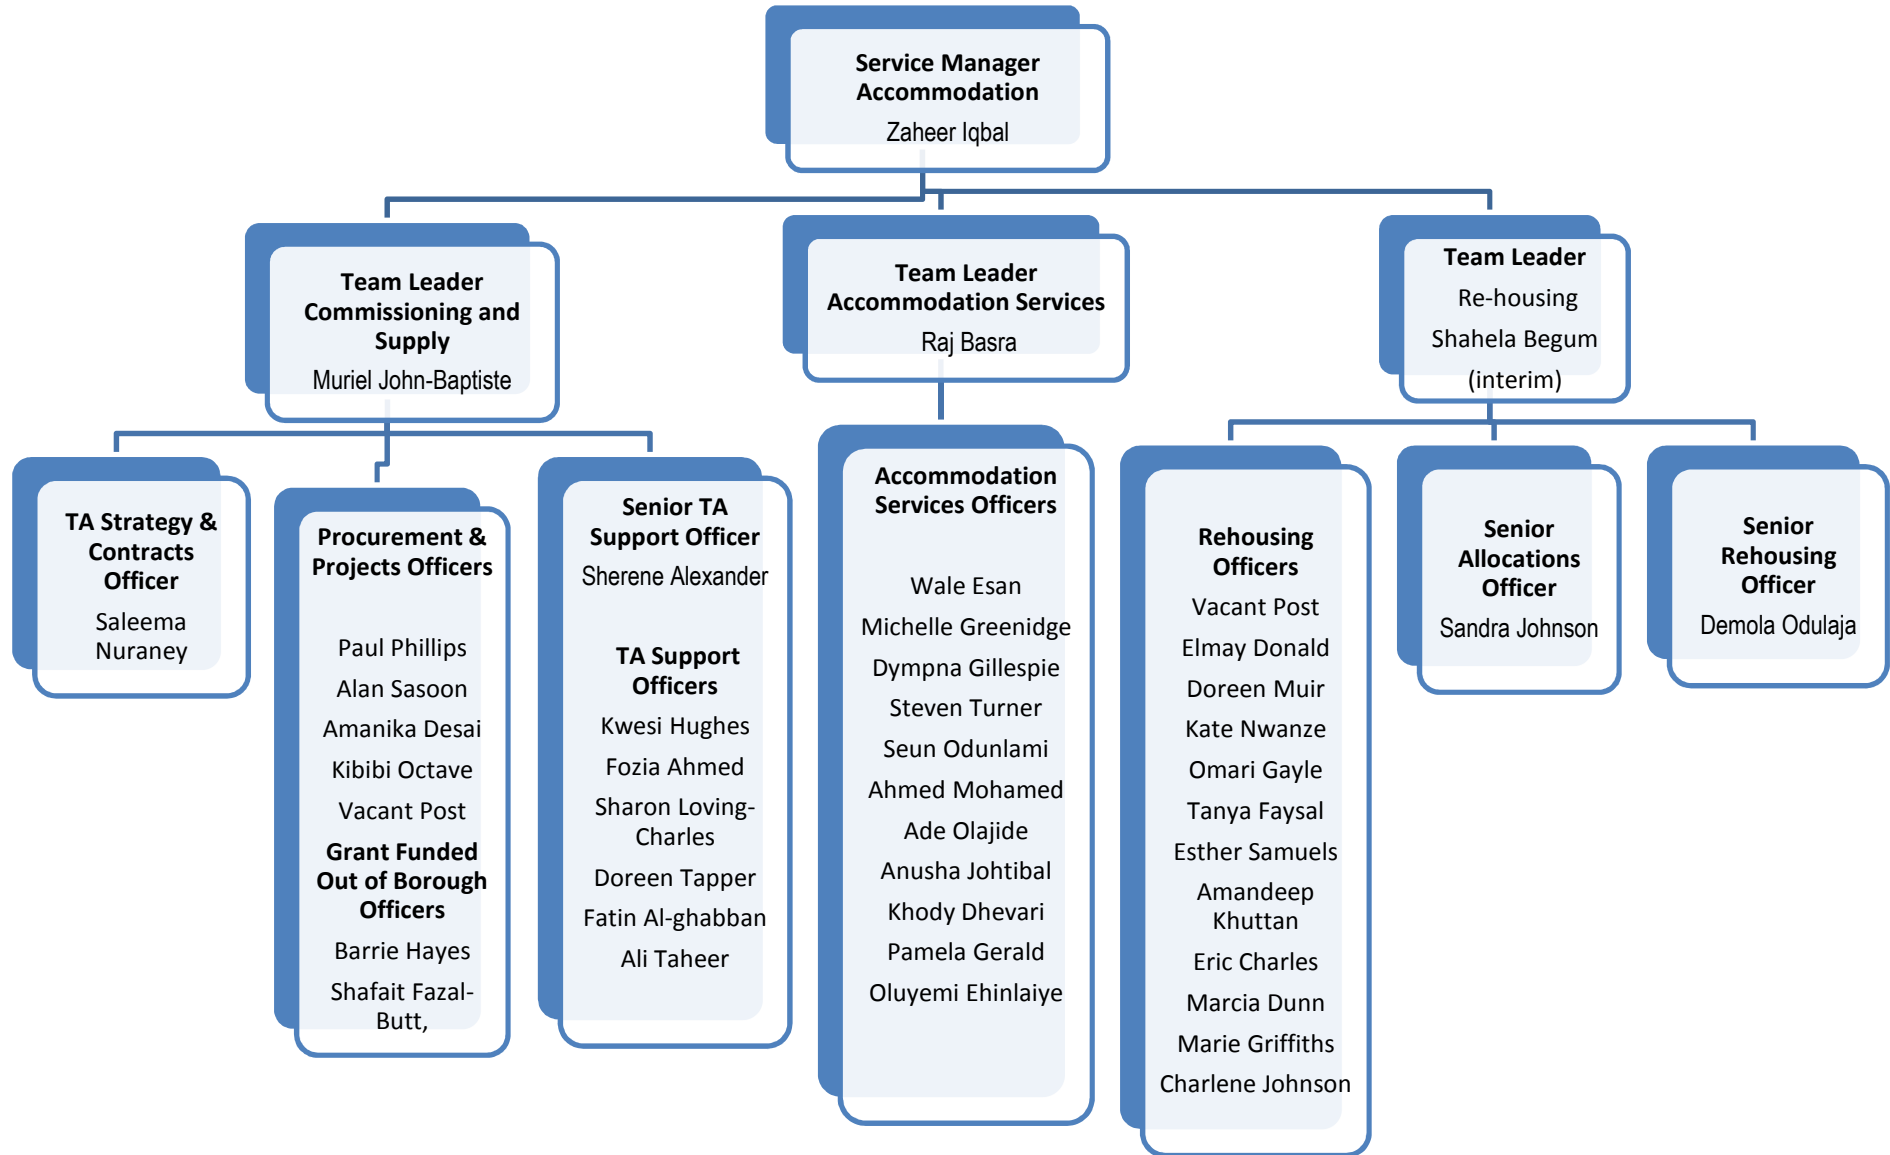 Service Manager
Accommodation
Zaheer Iqbal
Team Leader
Commissioning and
Supply
Muriel John-Baptiste
Team Leader
Accommodation Services
Raj Basra
Team Leader
Re-housing
Shahela Begum
(interim)
TA Strategy &
Contracts
Officer
Saleema
Nuraney
Procurement &
Projects Officers
Paul Phillips
Alan Sasoon
Amanika Desai
Kibibi Octave
Vacant Post
Grant Funded
Out of Borough
Officers
Barrie Hayes
Shafait Fazal-
Butt,
Senior TA
Support Officer
Sherene Alexander
TA Support
Officers
Kwesi Hughes
Fozia Ahmed
Sharon Loving-
Charles
Doreen Tapper
Fatin Al-ghabban
Ali Taheer
Accommodation
Services Officers
Wale Esan
Michelle Greenidge
Dympna Gillespie
Steven Turner
Seun Odunlami
Ahmed Mohamed
Ade Olajide
Anusha Johtibal
Khody Dhevari
Pamela Gerald
Oluyemi Ehinlaiye
Rehousing
Officers
Vacant Post
Elmay Donald
Doreen Muir
Kate Nwanze
Omari Gayle
Tanya Faysal
Esther Samuels
Amandeep
Khuttan
Eric Charles
Marcia Dunn
Marie Griffiths
Charlene Johnson
Senior
Allocations
Officer
Sandra Johnson
Senior
Rehousing
Officer
Demola Odulaja